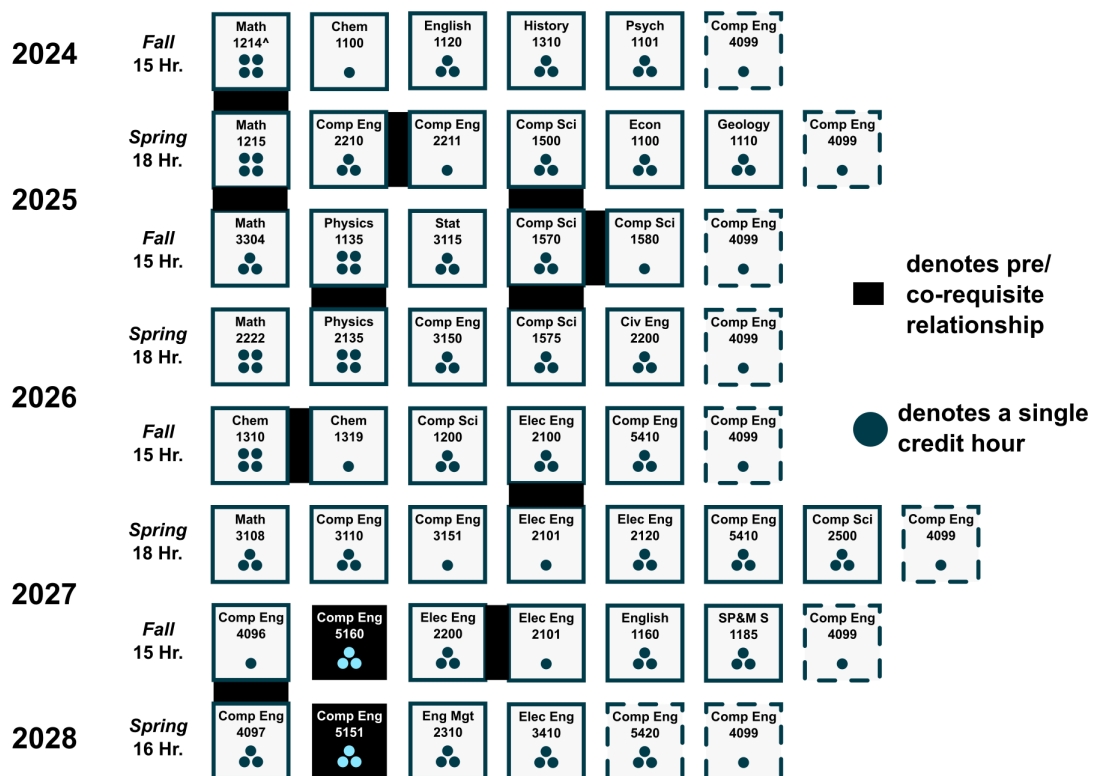 2024
Fall
15 Hr.
Math
1214^
Chem
1100
English
1120
History
1310
Psych
1101
Comp Eng
4099
Spring
18 Hr.
Math
1215
Comp Eng
2210
Comp Eng
2211
Comp Sci
1500
Econ
1100
Geology
1110
Comp Eng
4099
2025
Fall
15 Hr.
Math
3304
Physics
1135
Stat
3115
Comp Sci
1570
Comp Sci
1580
Comp Eng
4099
denotes pre/
co-requisite
relationship
Spring
18 Hr.
Math
2222
Physics
2135
Comp Eng
3150
Comp Sci
1575
Civ Eng
2200
Comp Eng
4099
2026
Fall
15 Hr.
Chem
1310
Chem
1319
Comp Sci
1200
Elec Eng
2100
Comp Eng
5410
Comp Eng
4099
denotes a single
credit hour
Spring
18 Hr.
Math
3108
Comp Eng
3110
Comp Eng
3151
Elec Eng
2101
Elec Eng
2120
Comp Eng
5410
Comp Sci
2500
Comp Eng
4099
2027
Fall
15 Hr.
Comp Eng
4096
Comp Eng
5160
Elec Eng
2200
Elec Eng
2101
English
1160
SP&M S
1185
Comp Eng
4099
2028
Spring
16 Hr.
Comp Eng
4097
Comp Eng
5151
Eng Mgt
2310
Elec Eng
3410
Comp Eng
5420
Comp Eng
4099